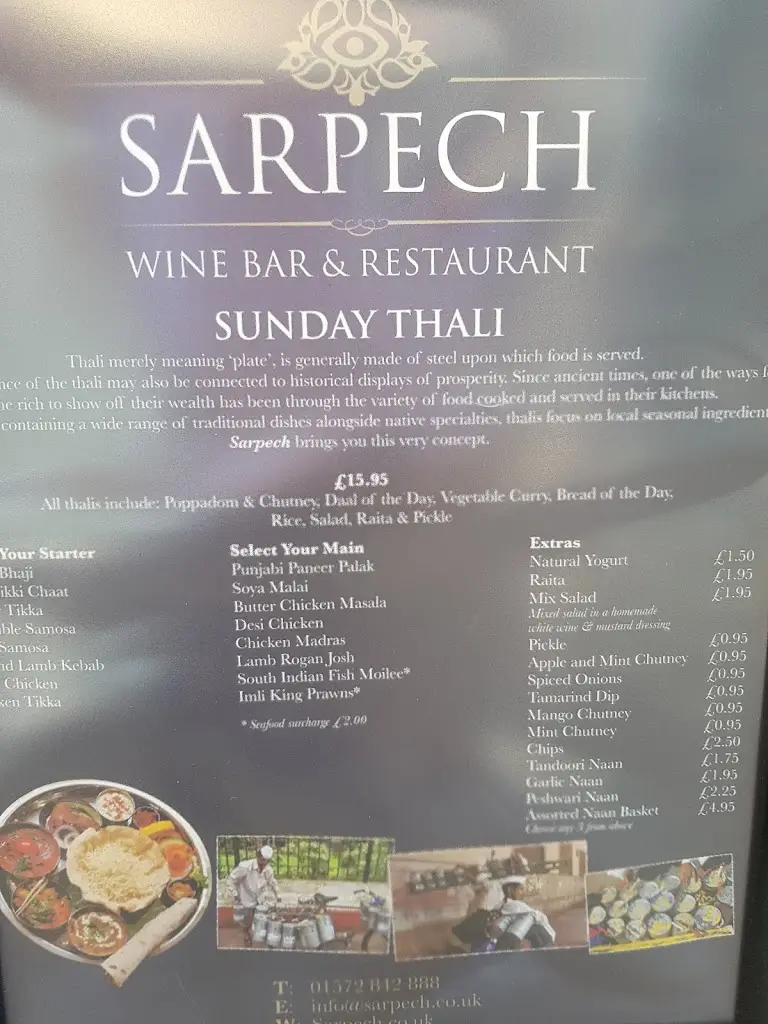 SARPECH
WINE BAR & RESTAURANT
SUNDAY THALI
Thali merely meaning 'plate', is generally made of steel upon which food is served.
nce of the thali may also be connected to historical displays of prosperity. Since ancient times, one of the ways f
he rich to show off their wealth has been through the variety of food cooked and served in their kitchens.
containing a wide range of traditional dishes alongside native specialties, thalis focus on local seasonal ingredient
Sarpech brings you this very concept.
£15.95
All thalis include: Poppadom & Chutney, Daal of the Day, Vegetable Curry, Bread of the Day,
Rice, Salad, Raita & Pickle
Your Starter
Bhaji
ikki Chaat
Tikka
ble Samosa
Samosa
nd Lamb Kebab
Chicken
ken Tikka
Select Your Main
Punjabi Paneer Palak
Soya Malai
Butter Chicken Masala
Desi Chicken
Chicken Madras
Lamb Rogan Josh
South Indian Fish Moilee*
Imli King Prawns*
* Seafood surcharge £2.00
Extras
Natural Yogurt £1.50
Raita £1.95
Mix Salad £1.95
Mixed salad in a homemade
white wine & mustard dressing
Pickle £0.95
Apple and Mint Chutney £0.95
Spiced Onions £0.95
Tamarind Dip £0.95
Mango Chutney £0.95
Mint Chutney £0.95
Chips £2.50
Tandoori Naan £1.75
Garlic Naan £1.95
Peshwari Naan £2.25
Assorted Naan Basket £4.95
Choose any 3 from above
T: 01572 842 888
E: info@sarpech.co.uk
W: Sarpech.co.uk